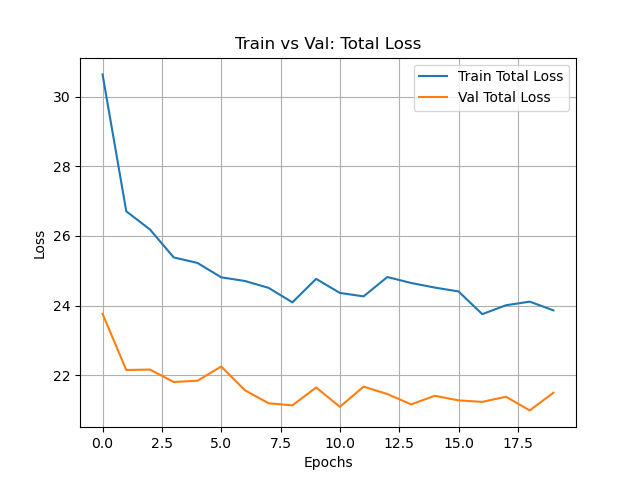 Train vs Val: Total Loss
Train Total Loss
Val Total Loss
30
28
26
24
22
Loss
0.0 2.5 5.0 7.5 10.0 12.5 15.0 17.5
Epochs